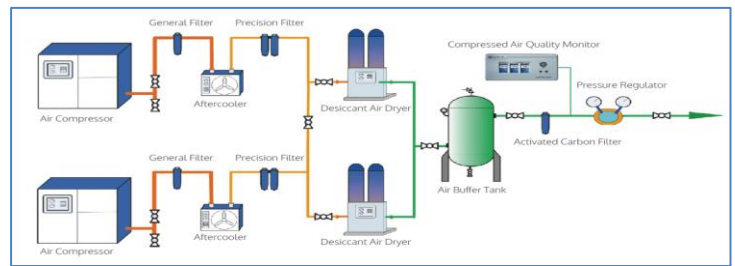 General Filter
Precision Filter
Compressed Air Quality Monitor
Pressure Regulator
Air Compressor
Aftercooler
Desiccant Air Dryer
Activated Carbon Filter
General Filter
Precision Filter
Air Buffer Tank
Air Compressor
Aftercooler
Desiccant Air Dryer